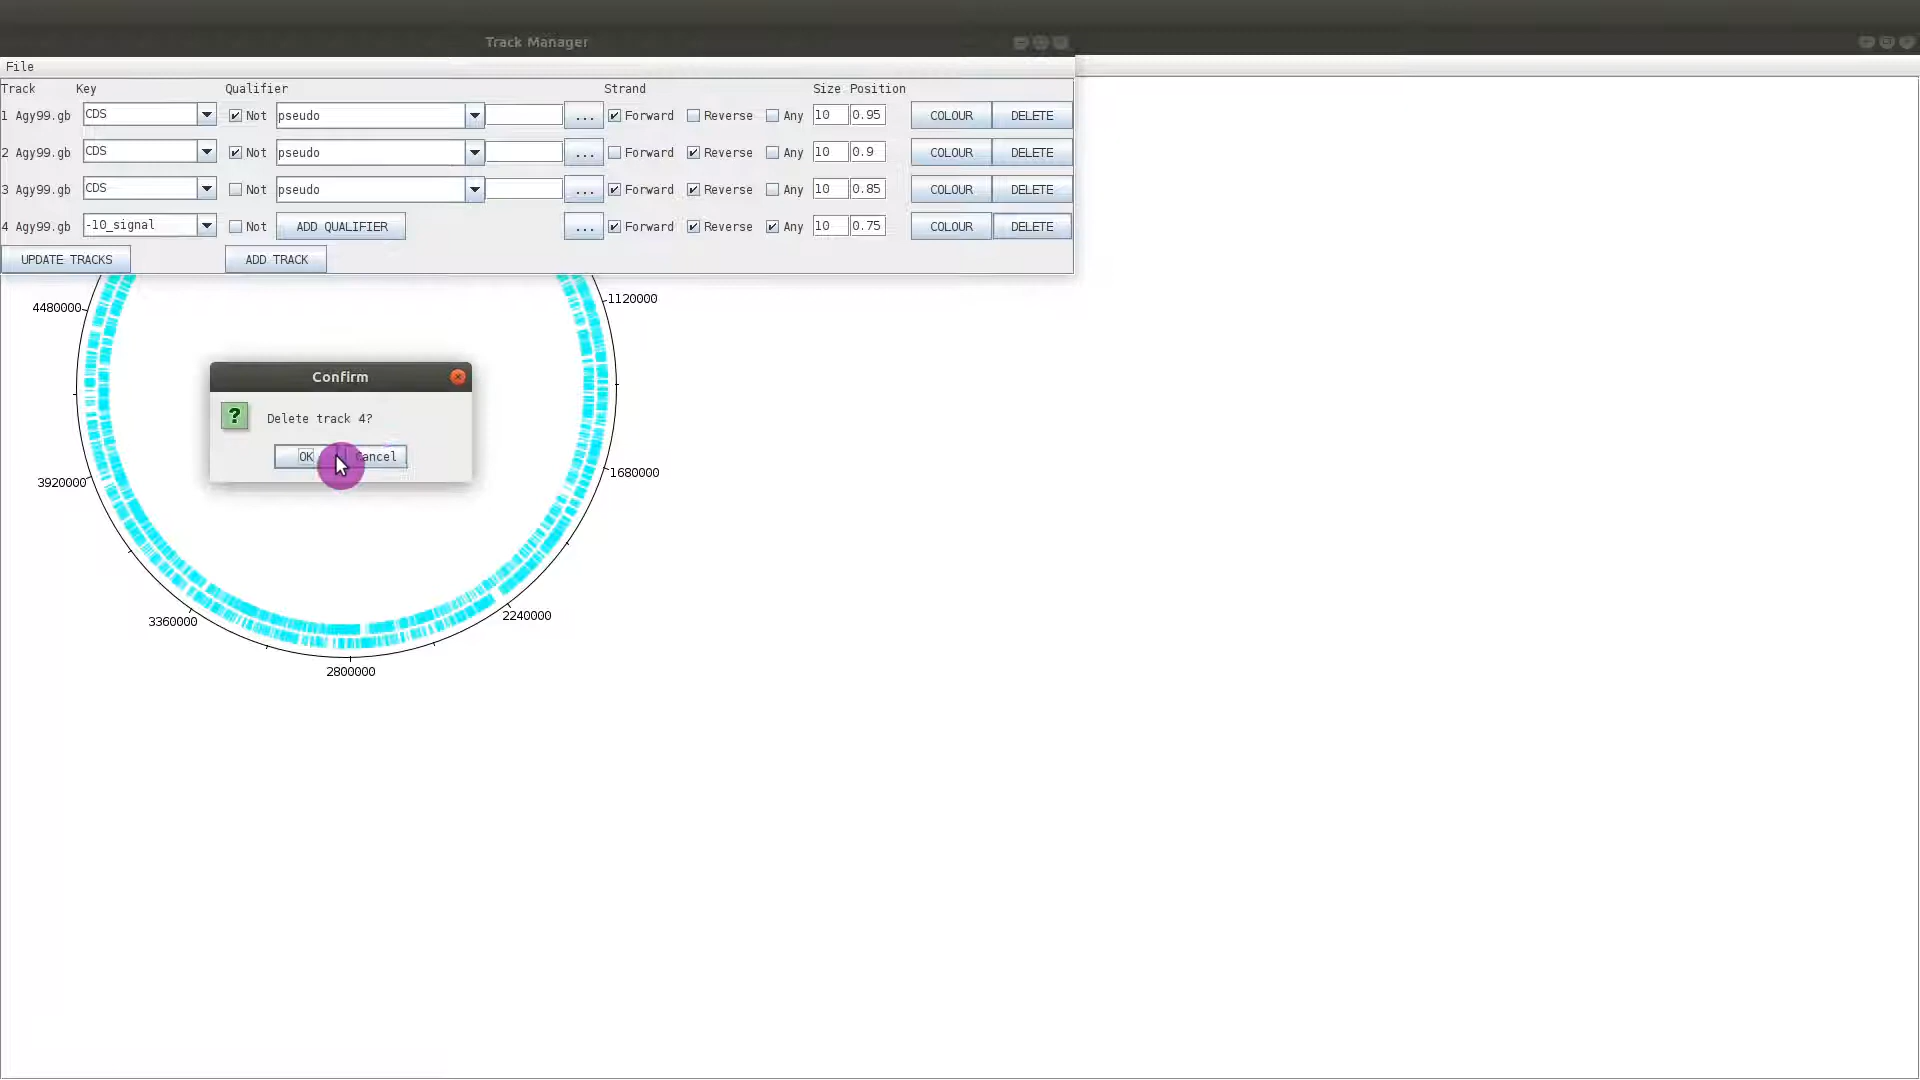 Track Manager
File
Track Key Qualifier Strand Size Position
1 Agy99.gb CDS Not pseudo ... Forward Reverse Any 10 0.95 COLOUR DELETE
2 Agy99.gb CDS Not pseudo ... Forward Reverse Any 10 0.9 COLOUR DELETE
3 Agy99.gb CDS Not pseudo ... Forward Reverse Any 10 0.85 COLOUR DELETE
4 Agy99.gb -10_signal Not ADD QUALIFIER ... Forward Reverse Any 10 0.75 COLOUR DELETE
UPDATE TRACKS ADD TRACK
4480000 1120000
Confirm
Delete track 4?
OK Cancel
3920000 1680000
3360000 2240000
2800000